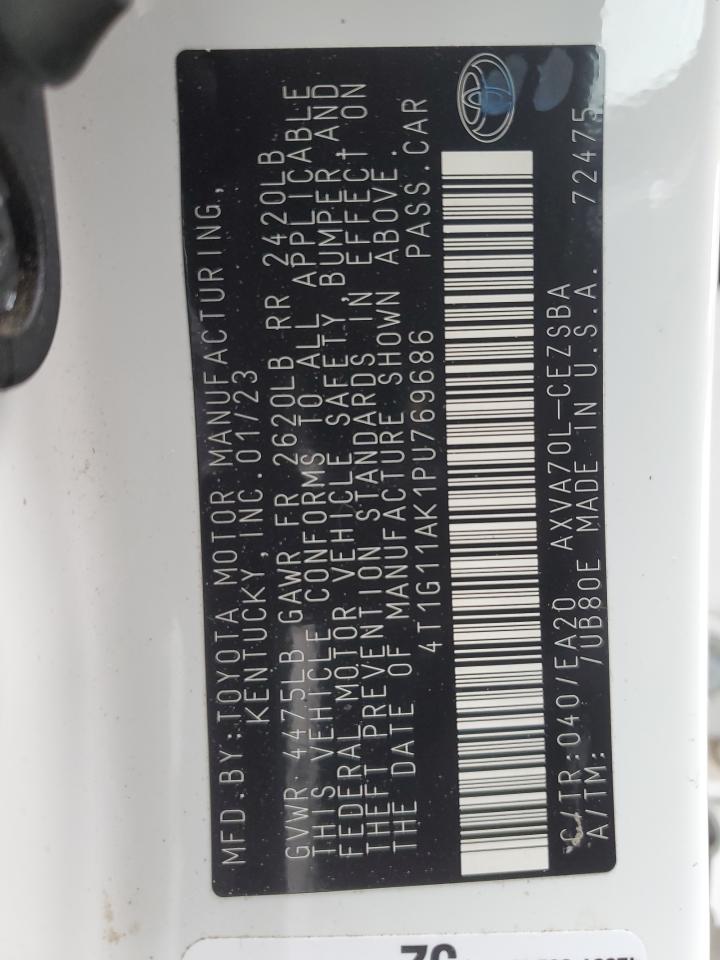 MFD.BY:TOYOTA MOTOR MANUFACTURING,
KENTUCKY,INC.01/23
GVWR 4475LB GAWR FR 2620LB RR 2420LB
THIS VEHICLE CONFORMS TO ALL APPLICABLE
FEDERAL MOTOR VEHICLE SAFETY,BUMPER,AND
THEFT PREVENTION STANDARDS IN EFFECT ON
THE DATE OF MANUFACTURE SHOWN ABOVE.
4T1G11AK1PU769686 PASS.CAR
C/TR:040/EA20 AXVA70L-CEZSBA
A/TM: /UB80E MADE IN U.S.A. 72475